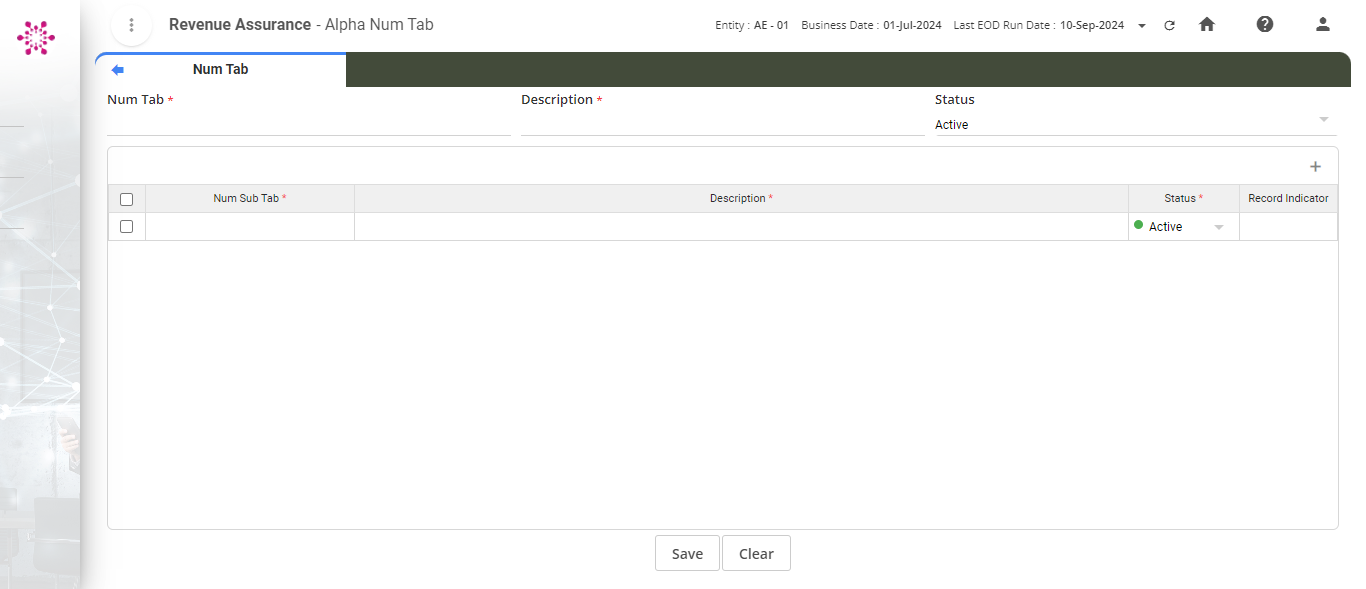 Revenue Assurance - Alpha Num Tab
Entity : AE - 01 Business Date : 01-Jul-2024 Last EOD Run Date : 10-Sep-2024
Num Tab
Num Tab * Description * Status
Active
Num Sub Tab * Description * Status * Record Indicator
Active
Save Clear